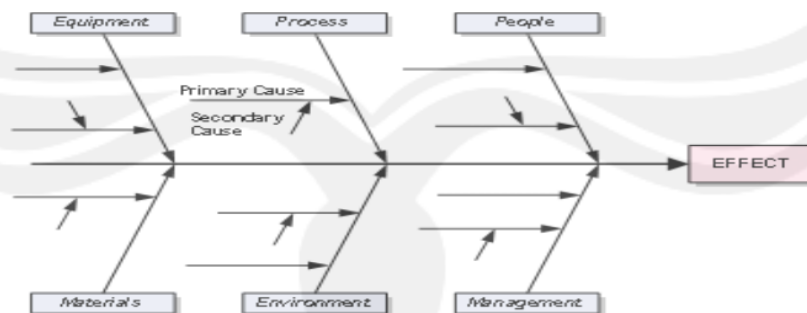 Equipment
Process
People
Primary Cause
Secondary
Cause
EFFECT
Materials
Environment
Management